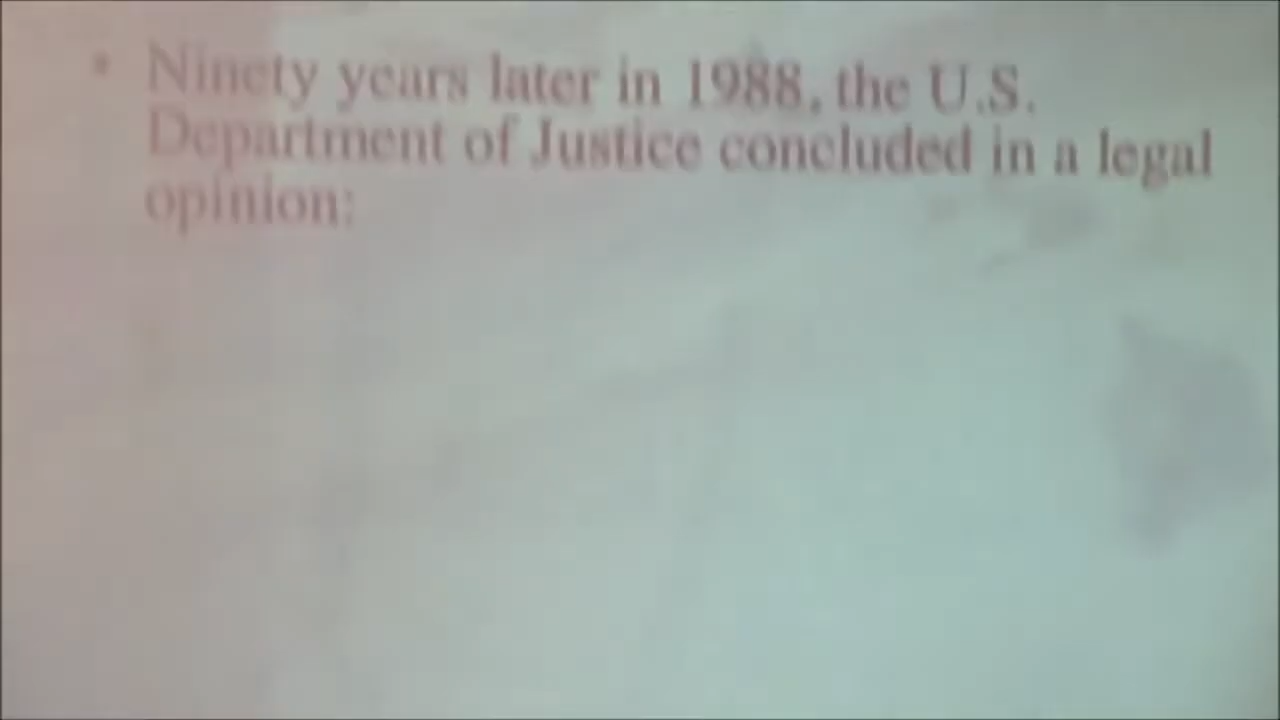 • Ninety years later in 1988, the U.S.
Department of Justice concluded in a legal
opinion: